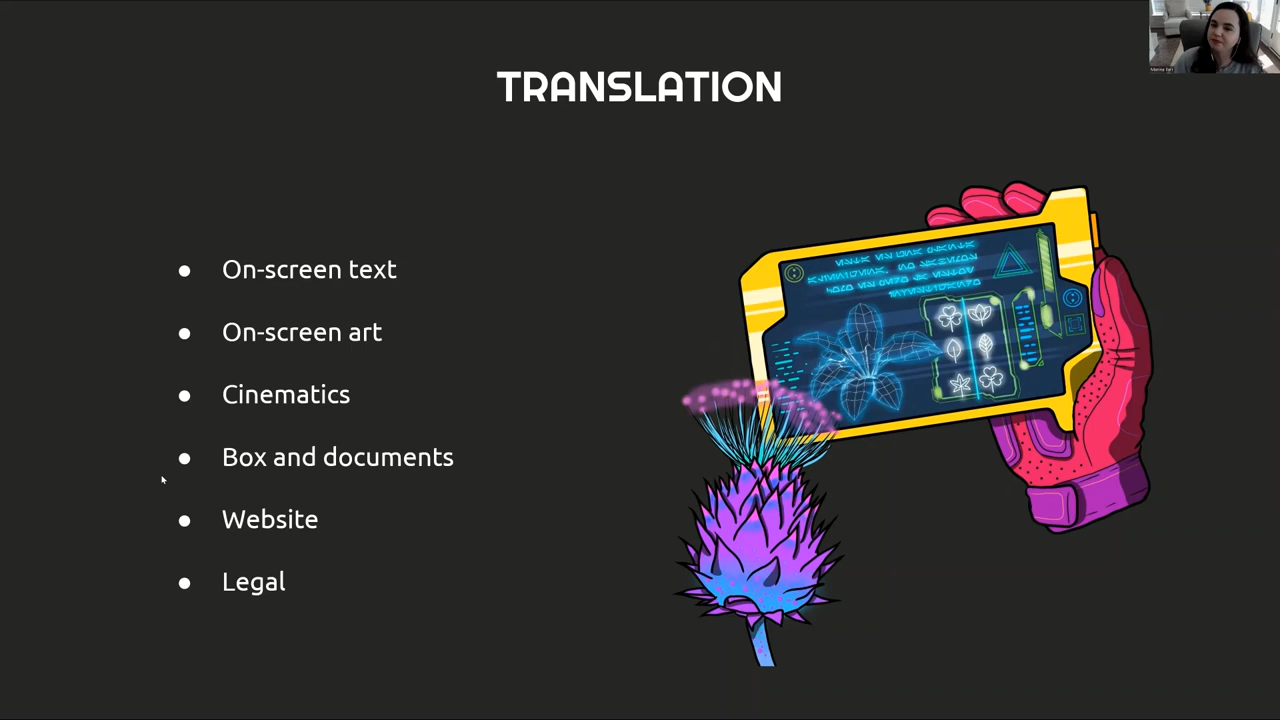 TRANSLATION
● On-screen text
● On-screen art
● Cinematics
● Box and documents
● Website
● Legal